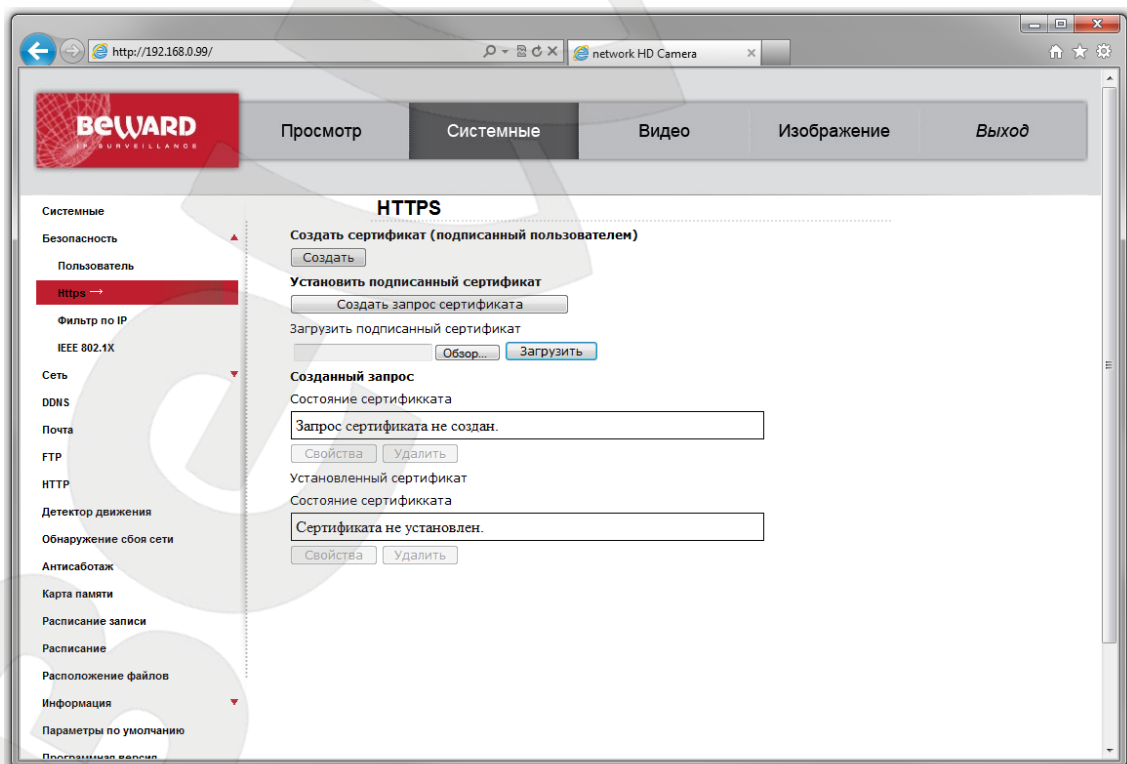 http://192.168.0.99/
network HD Camera
BEWARD
IP SURVEILLANCE
Просмотр
Системные
Видео
Изображение
Выход
Системные
Безопасность
Пользователь
Https →
Фильтр по IP
IEEE 802.1X
Сеть
DDNS
Почта
FTP
HTTP
Детектор движения
Обнаружение сбоя сети
Антисаботаж
Карта памяти
Расписание записи
Расписание
Расположение файлов
Информация
Параметры по умолчанию
Программная версия
HTTPS
Создать сертификат (подписанный пользователем)
Создать
Установить подписанный сертификат
Создать запрос сертификата
Загрузить подписанный сертификат
Обзор...
Загрузить
Созданный запрос
Состояние сертификката
Запрос сертификата не создан.
Свойства
Удалить
Установленный сертификат
Состояние сертификката
Сертификата не установлен.
Свойства
Удалить